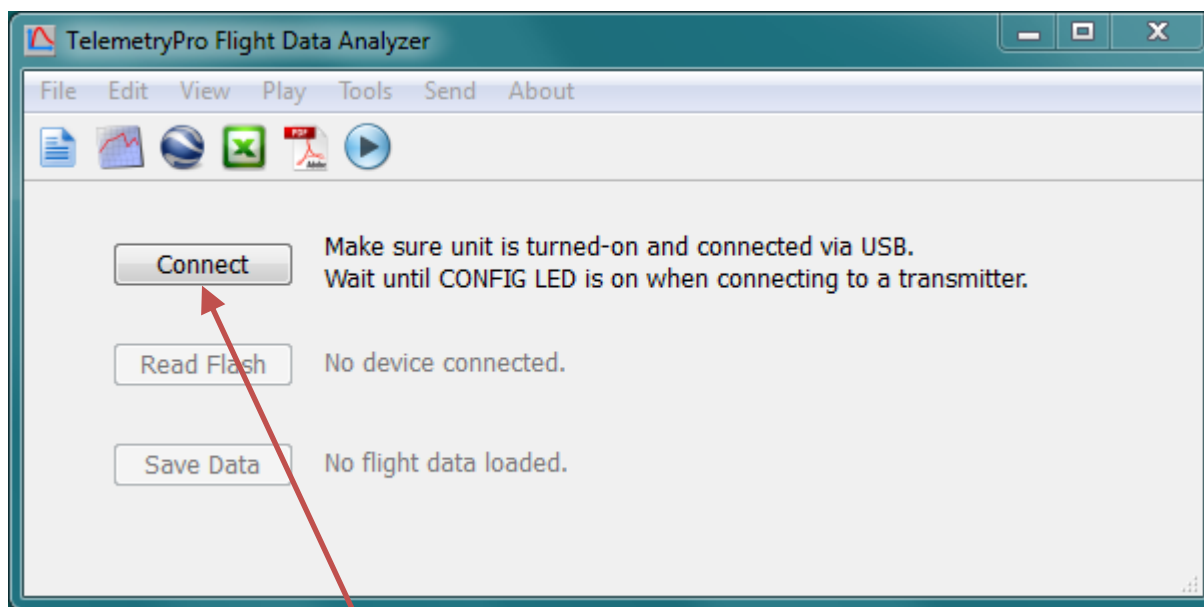 TelemetryPro Flight Data Analyzer
File Edit View Play Tools Send About
PDF
Adobe
Connect
Make sure unit is turned-on and connected via USB.
Wait until CONFIG LED is on when connecting to a transmitter.
Read Flash
No device connected.
Save Data
No flight data loaded.